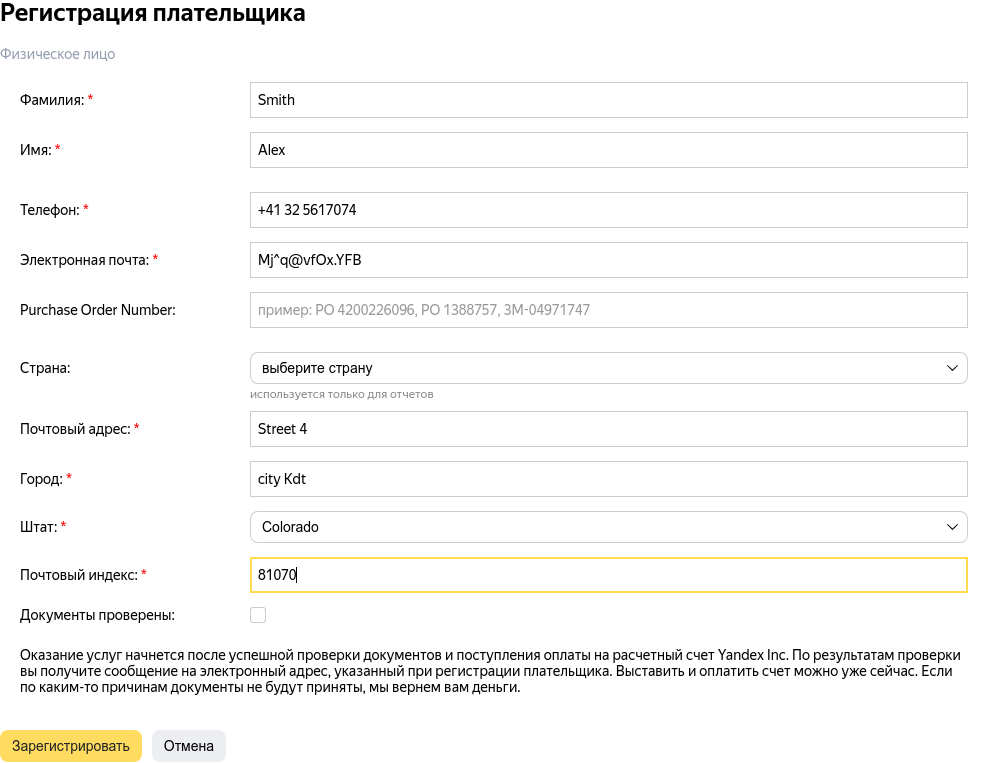 Регистрация плательщика
Физическое лицо
Фамилия: * Smith
Имя: * Alex
Телефон: * +41 32 5617074
Электронная почта: * Mj^q@vfOx.YFB
Purchase Order Number: пример: PO 4200226096, PO 1388757, 3M-04971747
Страна: выберите страну
используется только для отчетов
Почтовый адрес: * Street 4
Город: * city Kdt
Штат: * Colorado
Почтовый индекс: * 81070
Документы проверены:
Оказание услуг начнется после успешной проверки документов и поступления оплаты на расчетный счет Yandex Inc. По результатам проверки
вы получите сообщение на электронный адрес, указанный при регистрации плательщика. Выставить и оплатить счет можно уже сейчас. Если
по каким-то причинам документы не будут приняты, мы вернем вам деньги.
Зарегистрировать Отмена